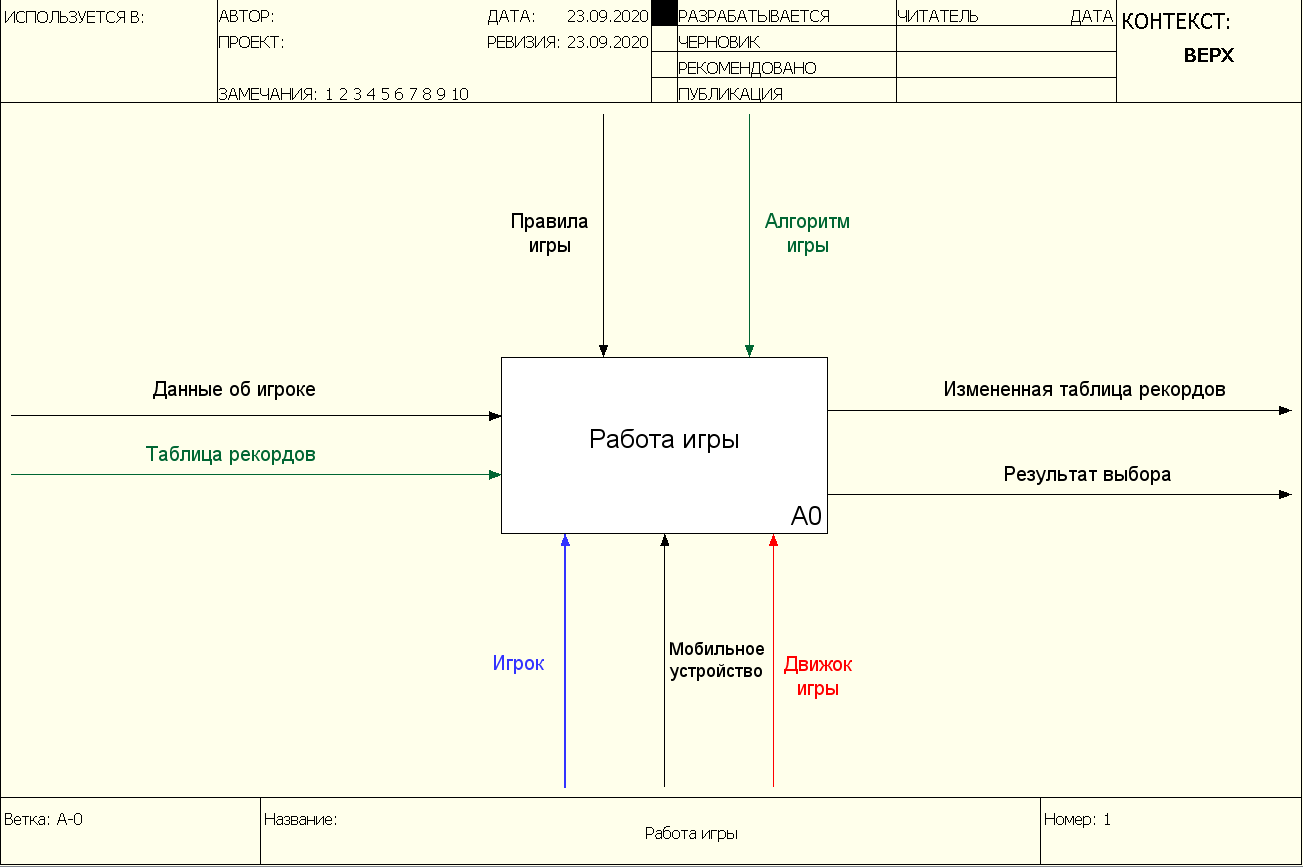 ИСПОЛЬЗУЕТСЯ В:
АВТОР:
ДАТА: 23.09.2020
ПРОЕКТ:
РЕВИЗИЯ: 23.09.2020
ЗАМЕЧАНИЯ: 1 2 3 4 5 6 7 8 9 10
РАЗРАБАТЫВАЕТСЯ
ЧЕРНОВИК
РЕКОМЕНДОВАНО
ПУБЛИКАЦИЯ
ЧИТАТЕЛЬ
ДАТА
КОНТЕКСТ:
ВЕРХ
Правила
игры
Алгоритм
игры
Данные об игроке
Таблица рекордов
Работа игры
A0
Измененная таблица рекордов
Результат выбора
Игрок
Мобильное
устройство
Движок
игры
Ветка: A-0
Название:
Работа игры
Номер: 1